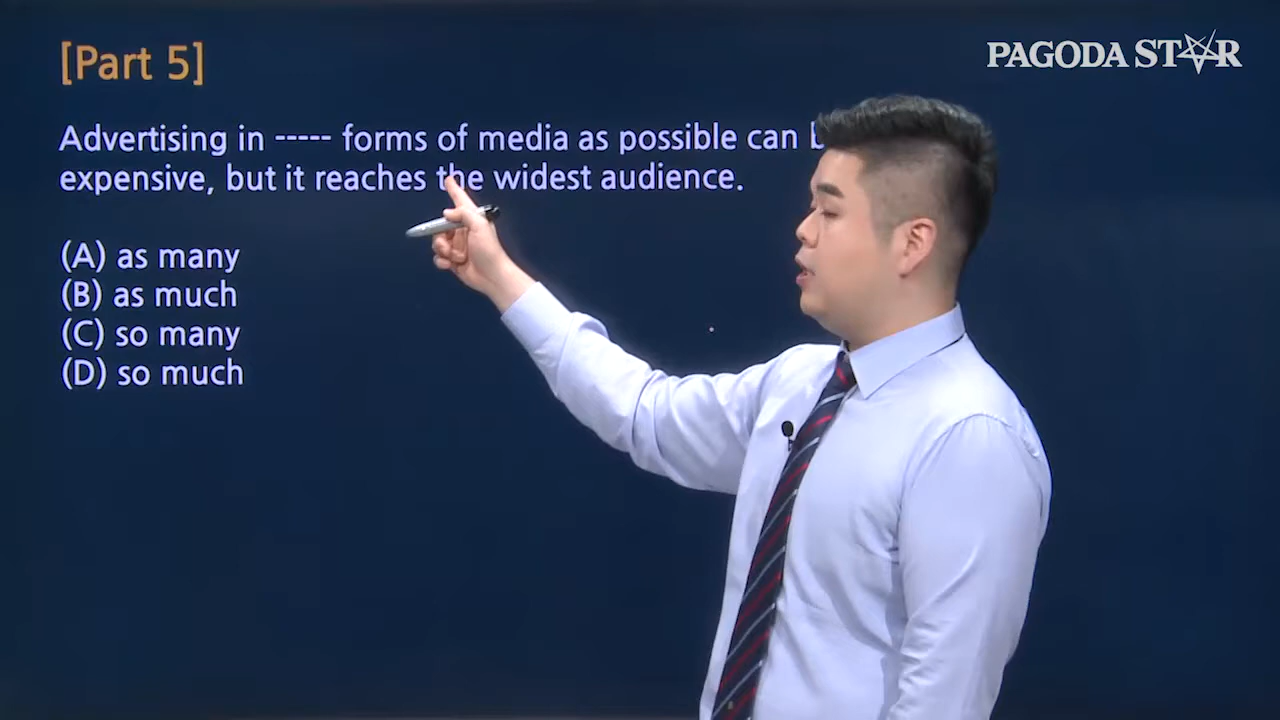 [Part 5]
PAGODA STAR
Advertising in ----- forms of media as possible can
expensive, but it reaches the widest audience.
(A) as many
(B) as much
(C) so many
(D) so much